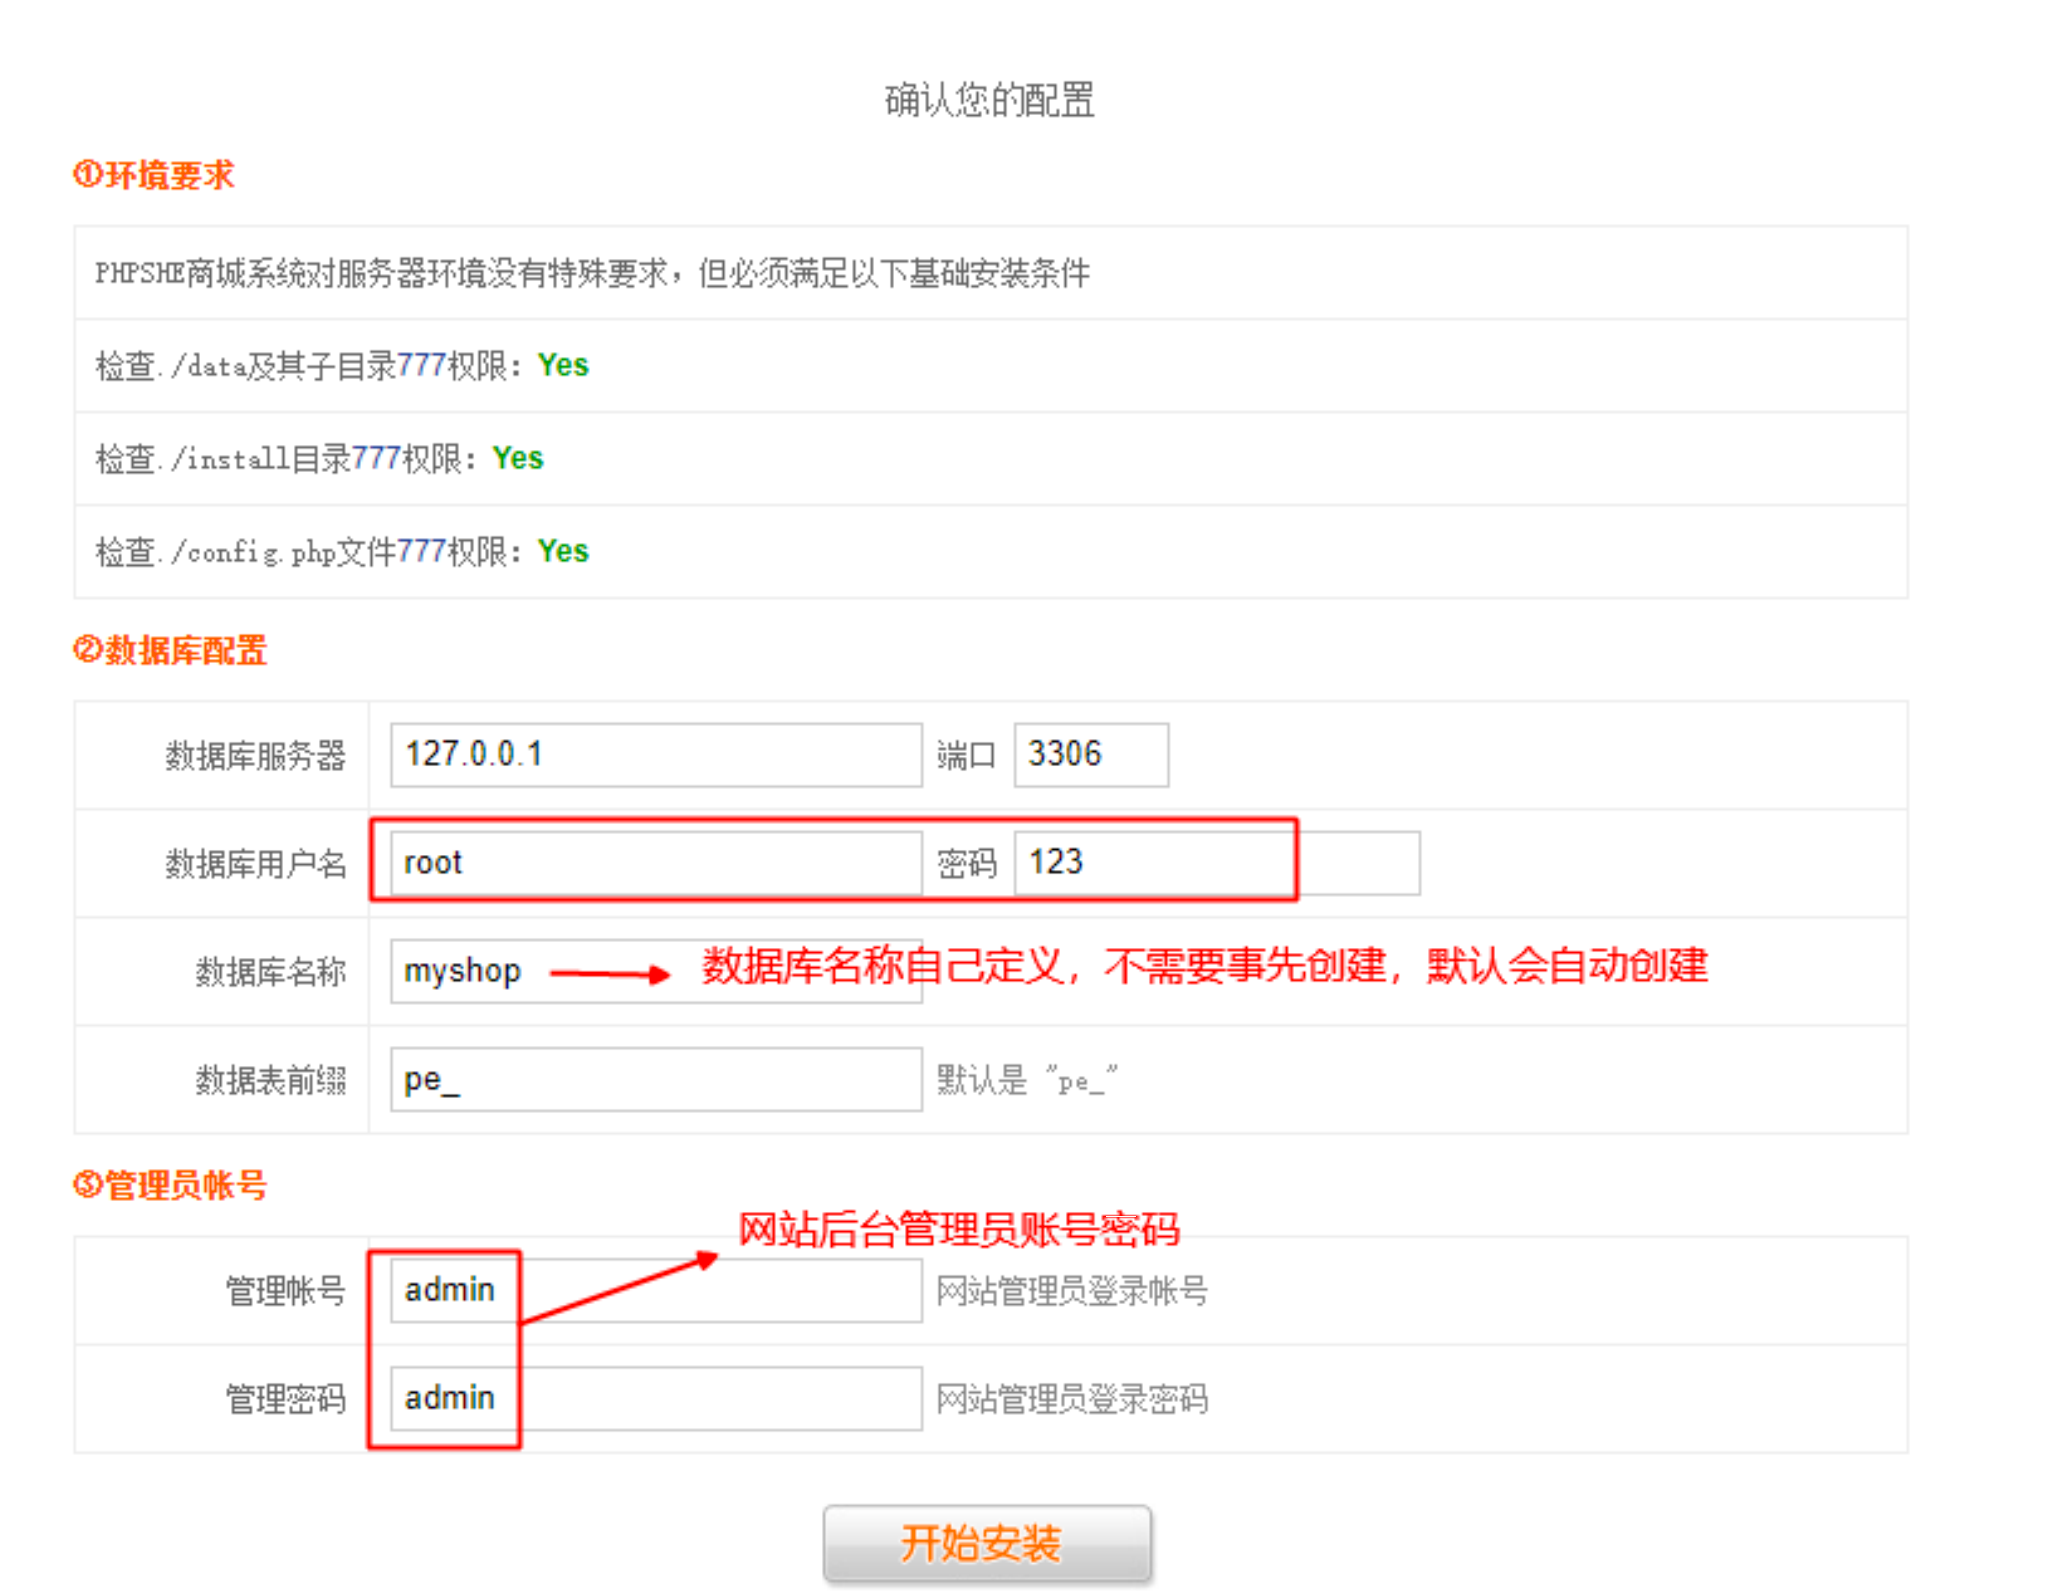 确认您的配置
①环境要求
PHPSHE商城系统对服务器环境没有特殊要求，但必须满足以下基础安装条件
检查./data及其子目录777权限：Yes
检查./install目录777权限：Yes
检查./config.php文件777权限：Yes
②数据库配置
数据库服务器 127.0.0.1 端口 3306
数据库用户名 root 密码 123
数据库名称 myshop 数据库名称自己定义，不需要事先创建，默认会自动创建
数据表前缀 pe_ 默认是 "pe_"
③管理员帐号
网站后台管理员账号密码
管理帐号 admin 网站管理员登录帐号
管理密码 admin 网站管理员登录密码
开始安装